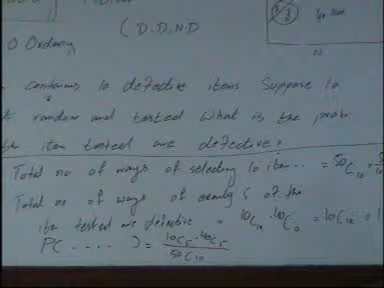 ( D. D. N. D
O Ordering
contains 10 defective items Suppose 10
random and tested What is the prob
item tested are defective.
Total no of ways of selecting 10 item .. = 50C10
Total no of ways of exactly 5 of the
item tested are defective = 10C10 . 40C0 = 10C10
P( - - - - ) = 10C5 . 40C5
50C10